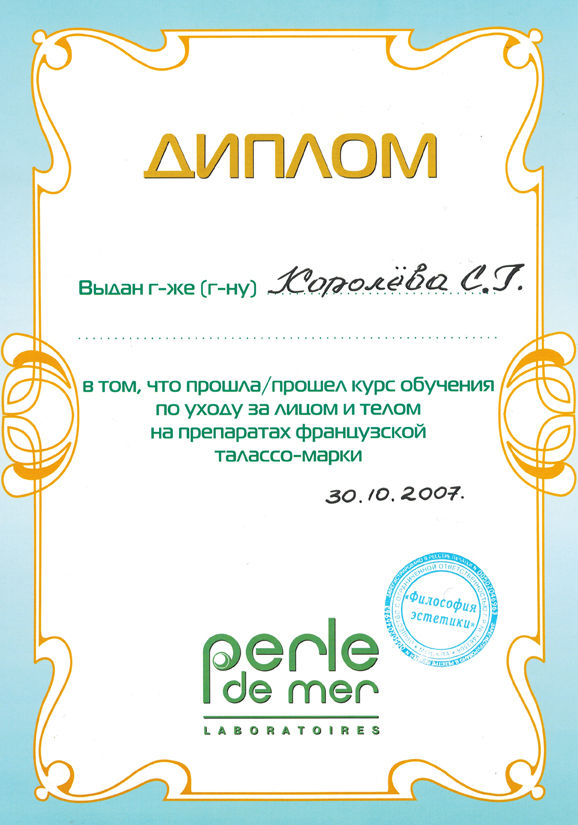 ДИПЛОМ
Выдан г-же (г-ну) Королёва С.Г.
в том, что прошла/прошел курс обучения
по уходу за лицом и телом
на препаратах французской
талассо-марки
30.10.2007.
«Философия
эстетики»
perle
de mer
LABORATOIRES